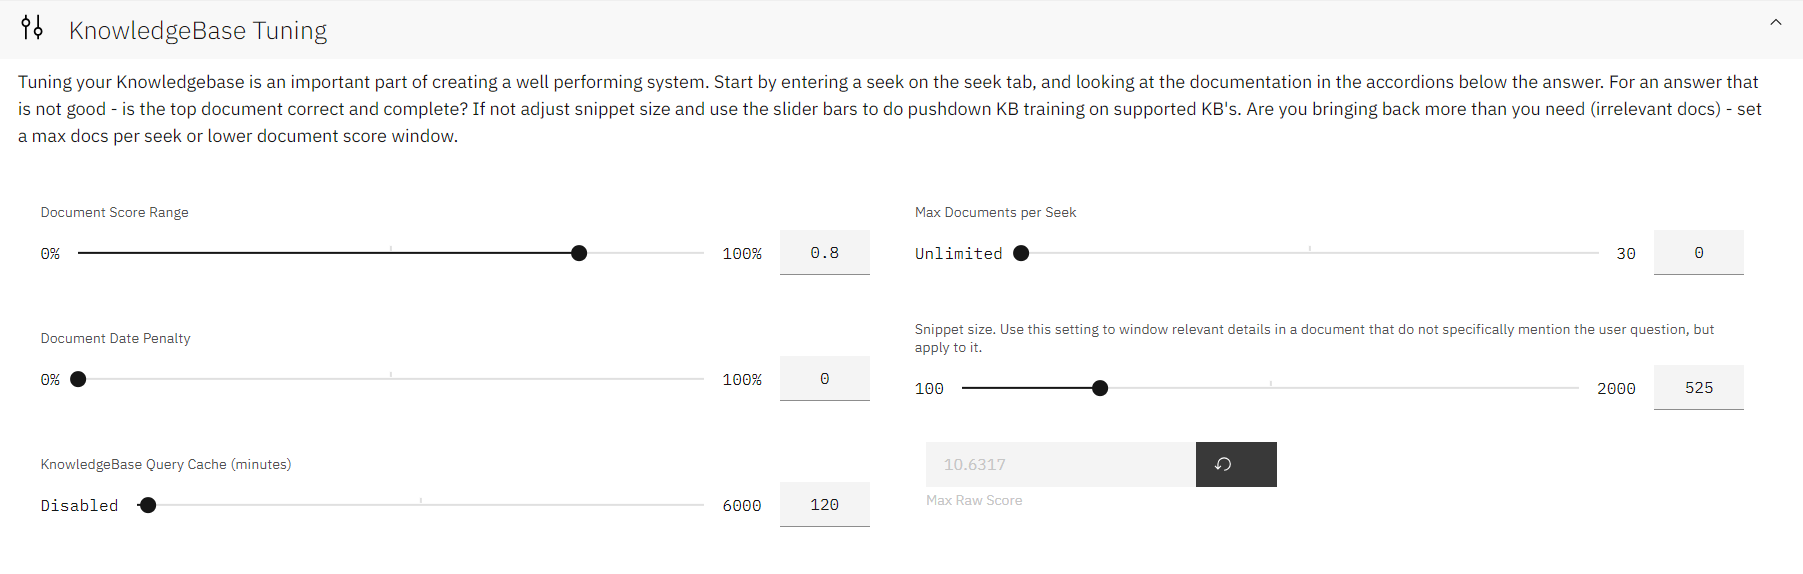 KnowledgeBase Tuning
Tuning your Knowledgebase is an important part of creating a well performing system. Start by entering a seek on the seek tab, and looking at the documentation in the accordions below the answer. For an answer that
is not good - is the top document correct and complete? If not adjust snippet size and use the slider bars to do pushdown KB training on supported KB's. Are you bringing back more than you need (irrelevant docs) - set
a max docs per seek or lower document score window.
Document Score Range
0% 100% 0.8
Max Documents per Seek
Unlimited 30 0
Document Date Penalty
0% 100% 0
Snippet size. Use this setting to window relevant details in a document that do not specifically mention the user question, but
apply to it.
100 2000 525
KnowledgeBase Query Cache (minutes)
Disabled 6000 120
10.6317
Max Raw Score